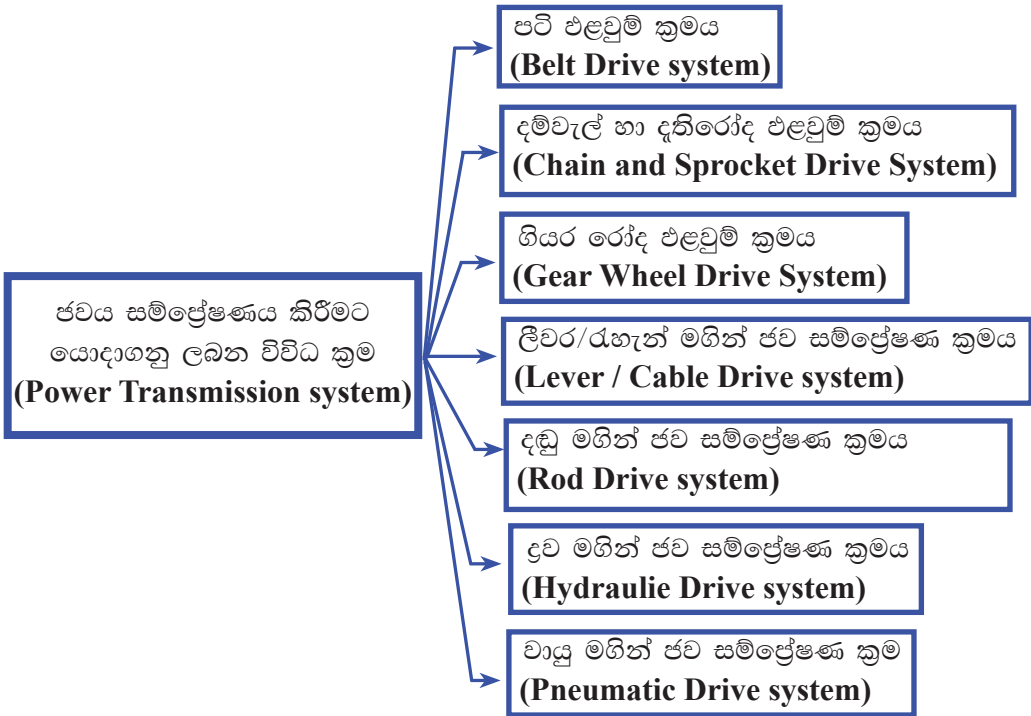 පටි එළවුම් ක්‍රමය
(Belt Drive system)
දම්වැල් හා දැතිරෝද එළවුම් ක්‍රමය
(Chain and Sprocket Drive System)
ගියර රෝද එළවුම් ක්‍රමය
(Gear Wheel Drive System)
ජවය සම්ප්‍රේෂණය කිරීමට
යොදාගනු ලබන විවිධ ක්‍රම
(Power Transmission system)
ලීවර/රැහැන් මගින් ජව සම්ප්‍රේෂණ ක්‍රමය
(Lever / Cable Drive system)
දඬු මගින් ජව සම්ප්‍රේෂණ ක්‍රමය
(Rod Drive system)
ද්‍රව මගින් ජව සම්ප්‍රේෂණ ක්‍රමය
(Hydraulie Drive system)
වායු මගින් ජව සම්ප්‍රේෂණ ක්‍රම
(Pneumatic Drive system)